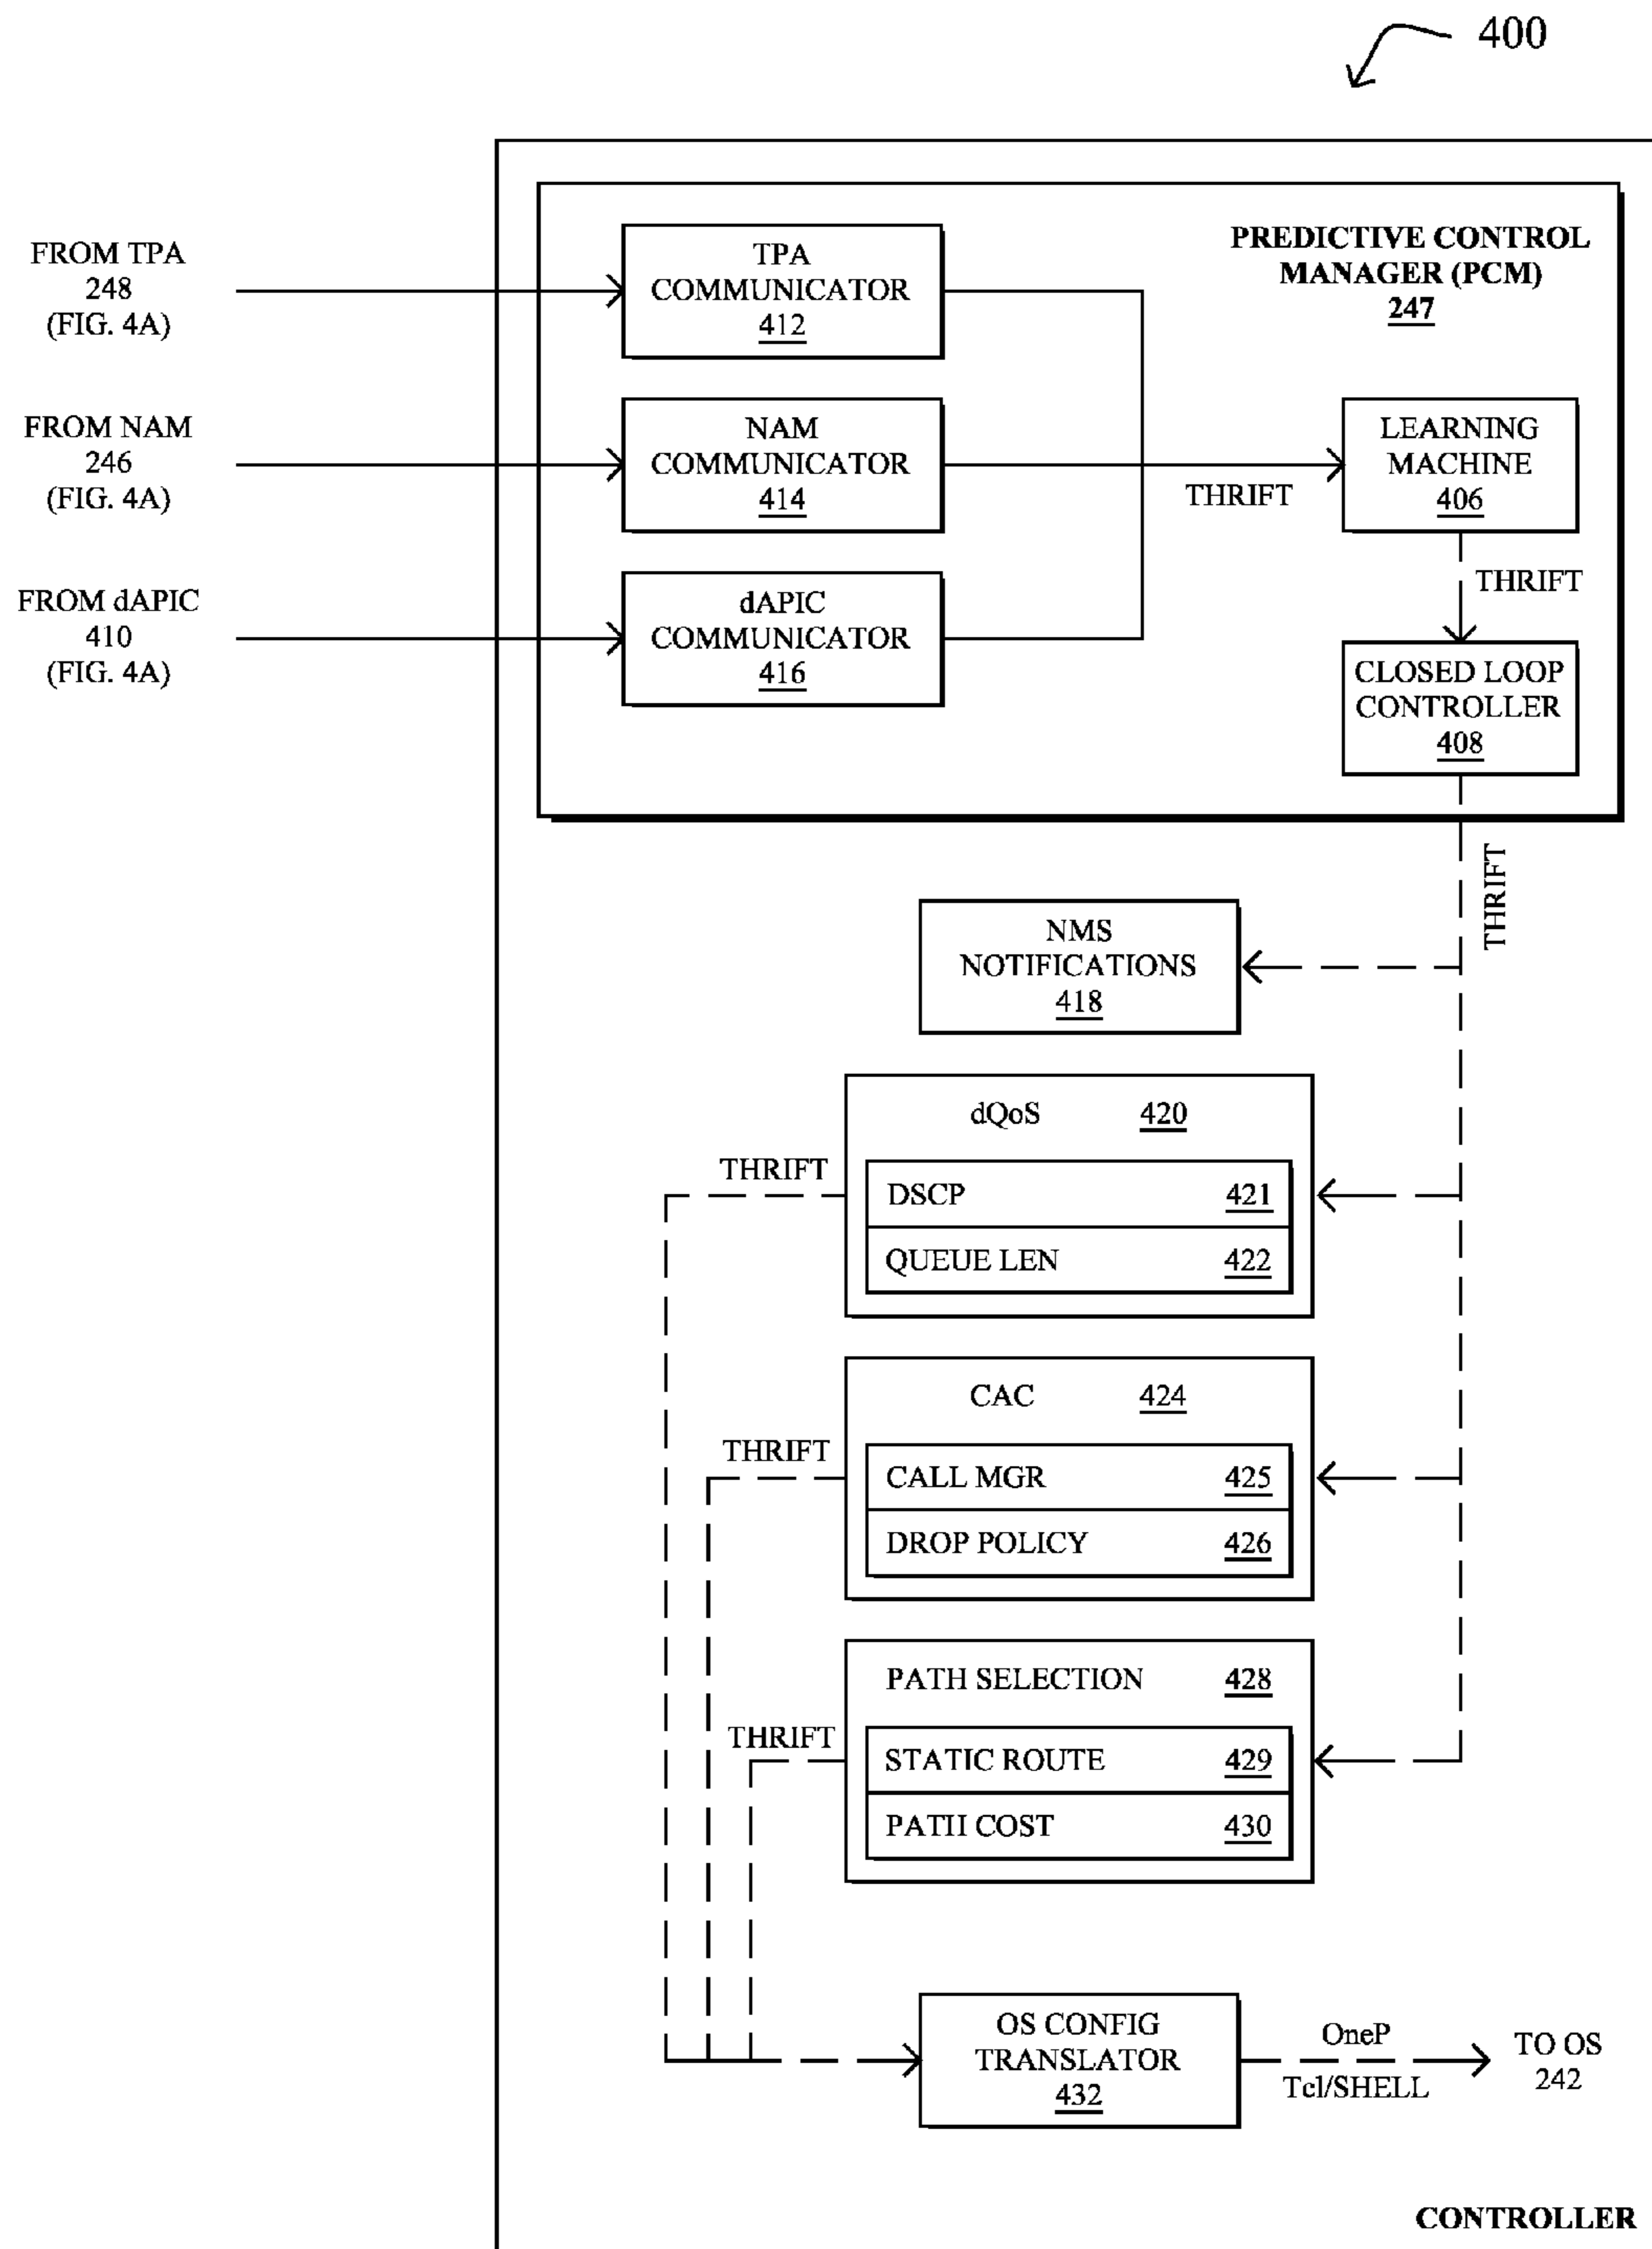 400
FROM TPA
248
(FIG. 4A)
TPA
COMMUNICATOR
412
PREDICTIVE CONTROL
MANAGER (PCM)
247
FROM NAM
246
(FIG. 4A)
NAM
COMMUNICATOR
414
THRIFT
LEARNING
MACHINE
406
THRIFT
FROM dAPIC
410
(FIG. 4A)
dAPIC
COMMUNICATOR
416
CLOSED LOOP
CONTROLLER
408
THRIFT
NMS
NOTIFICATIONS
418
dQoS 420
THRIFT
DSCP 421
QUEUE LEN 422
CAC 424
THRIFT
CALL MGR 425
DROP POLICY 426
PATH SELECTION 428
THRIFT
STATIC ROUTE 429
PATH COST 430
OS CONFIG
TRANSLATOR
432
OneP
Tcl/SHELL
TO OS
242
CONTROLLER